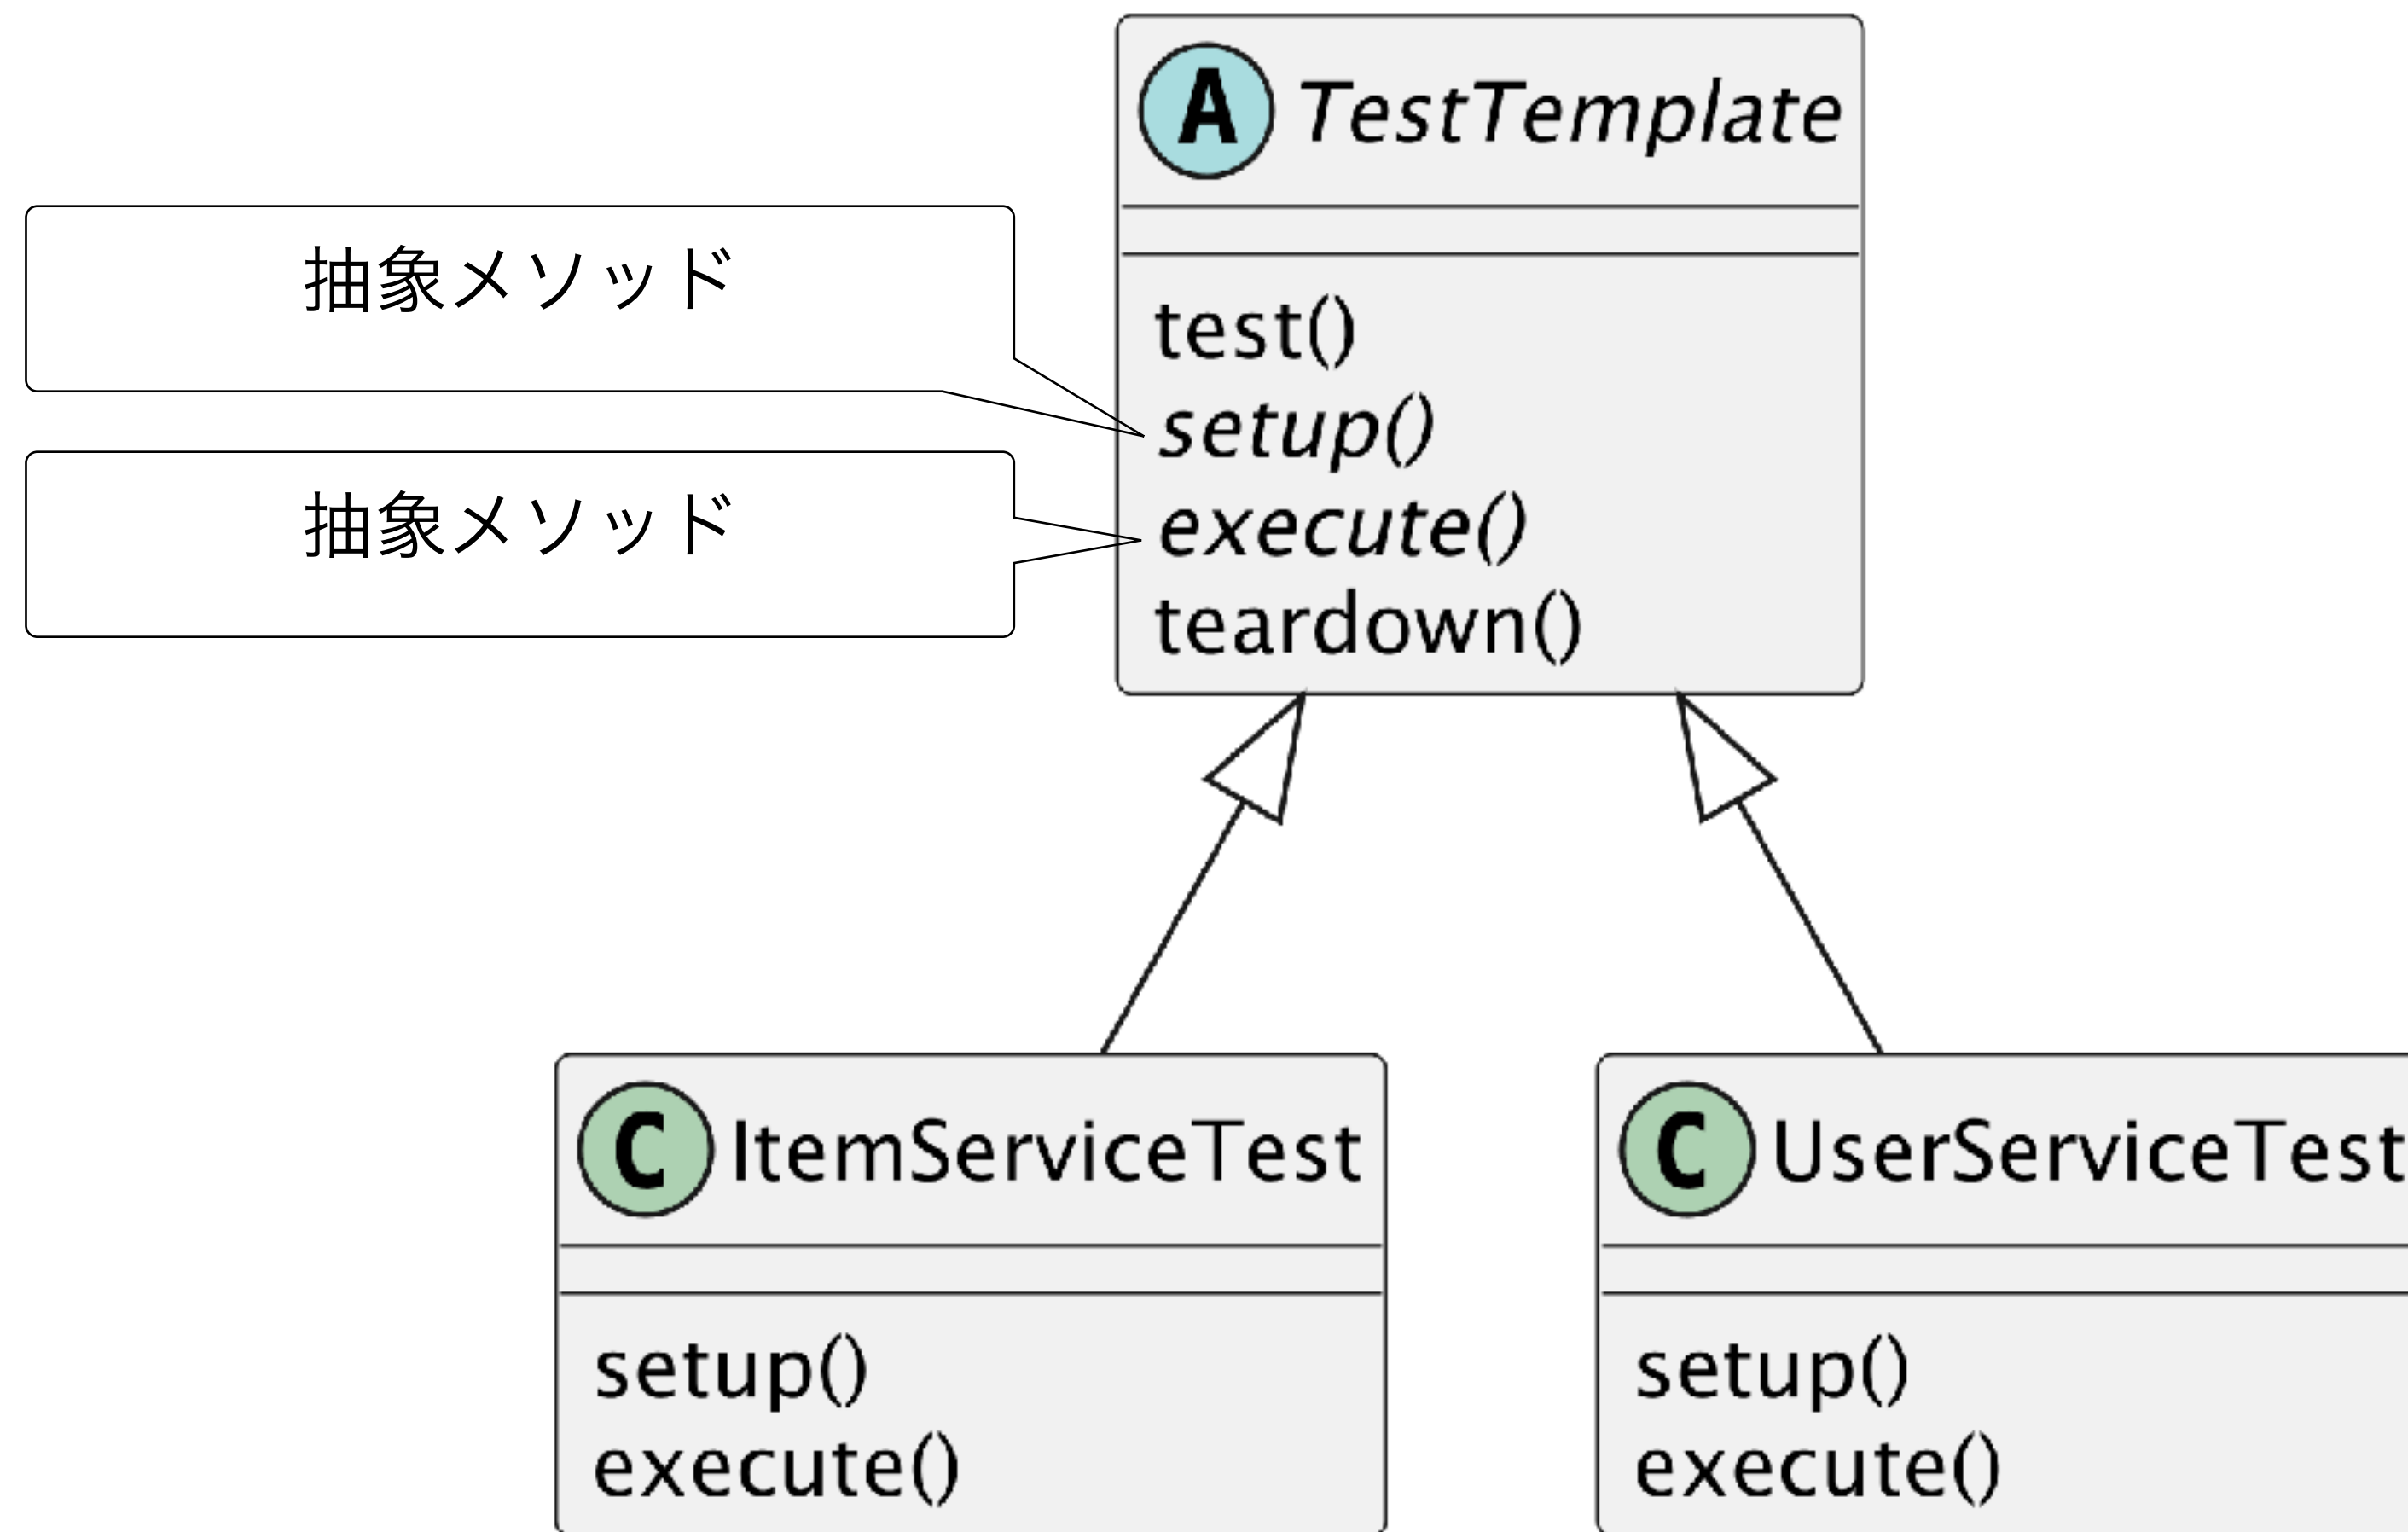 A TestTemplate
抽象メソッド
test()
setup()
抽象メソッド
execute()
teardown()
C ItemServiceTest
setup()
execute()
C UserServiceTest
setup()
execute()